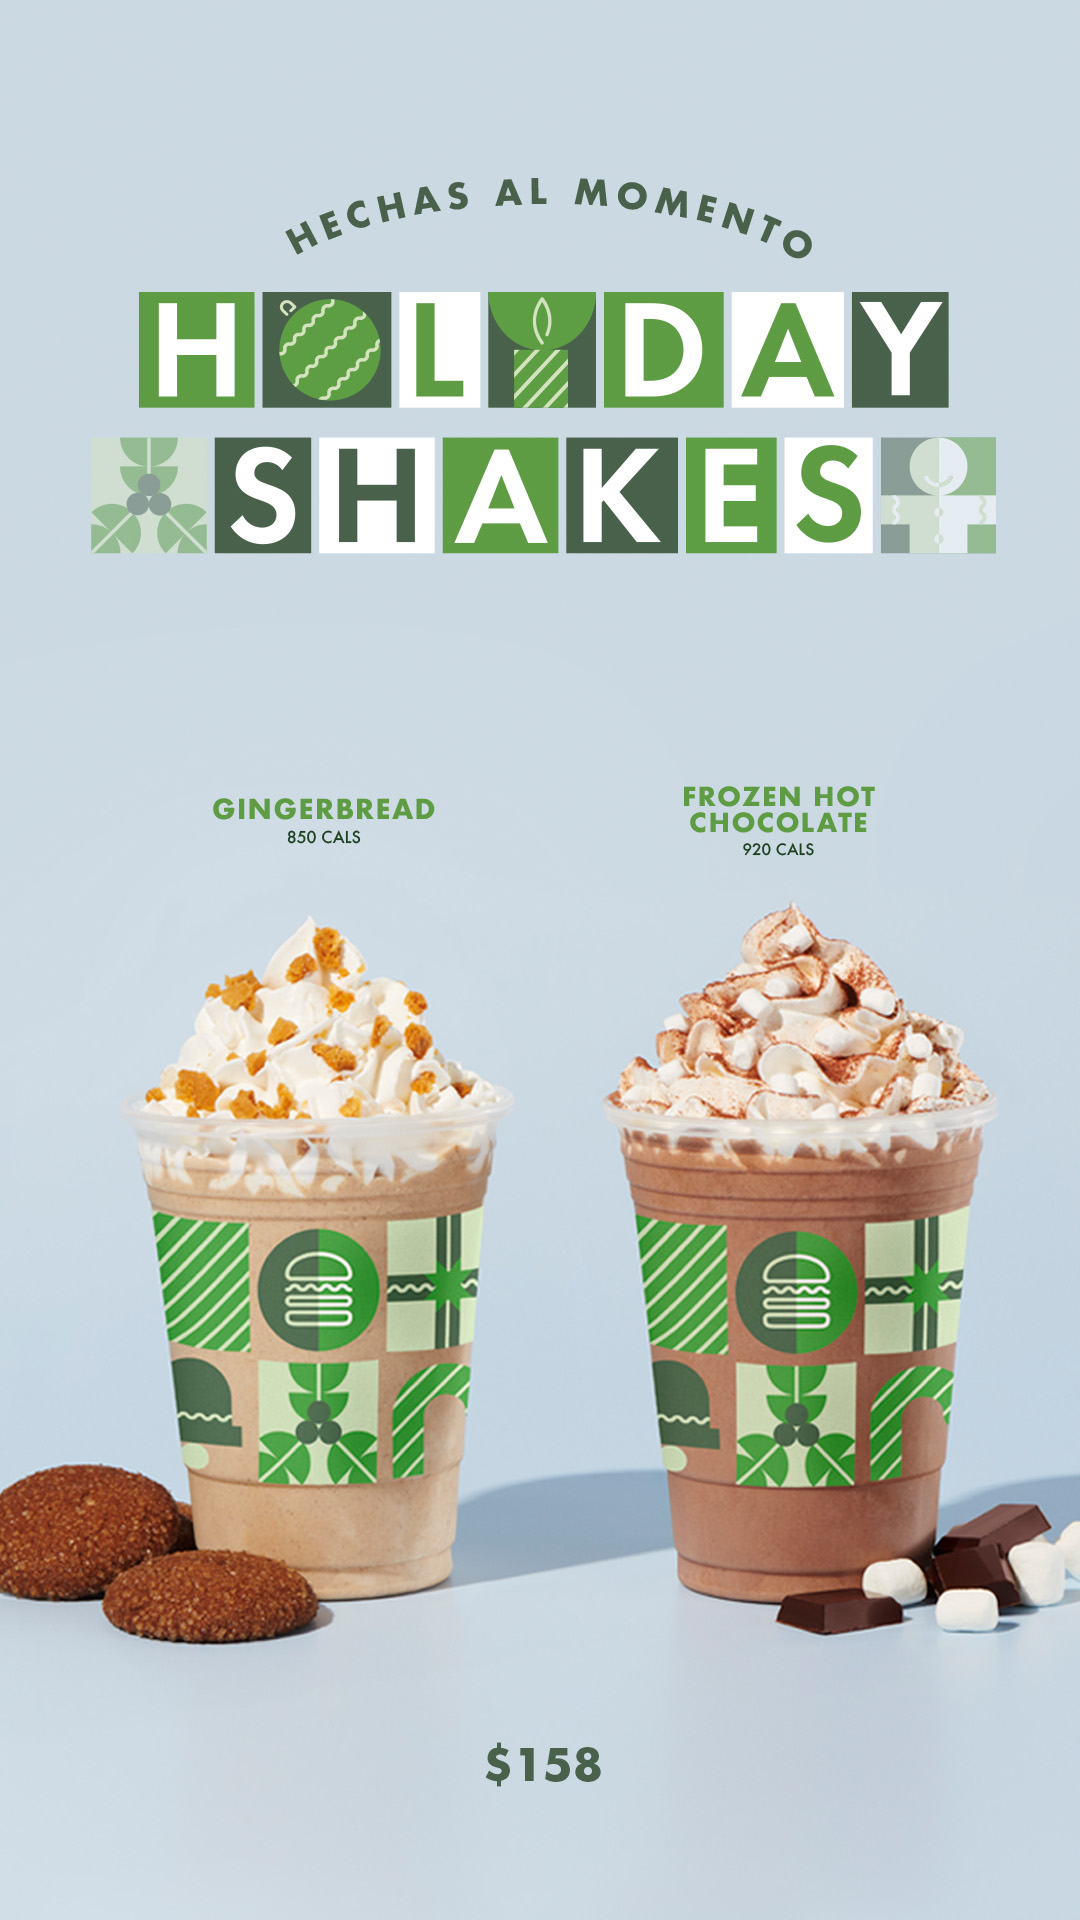 HECHAS AL MOMENTO
HOLIDAY
SHAKES
GINGERBREAD
850 CALS
FROZEN HOT
CHOCOLATE
920 CALS
$158